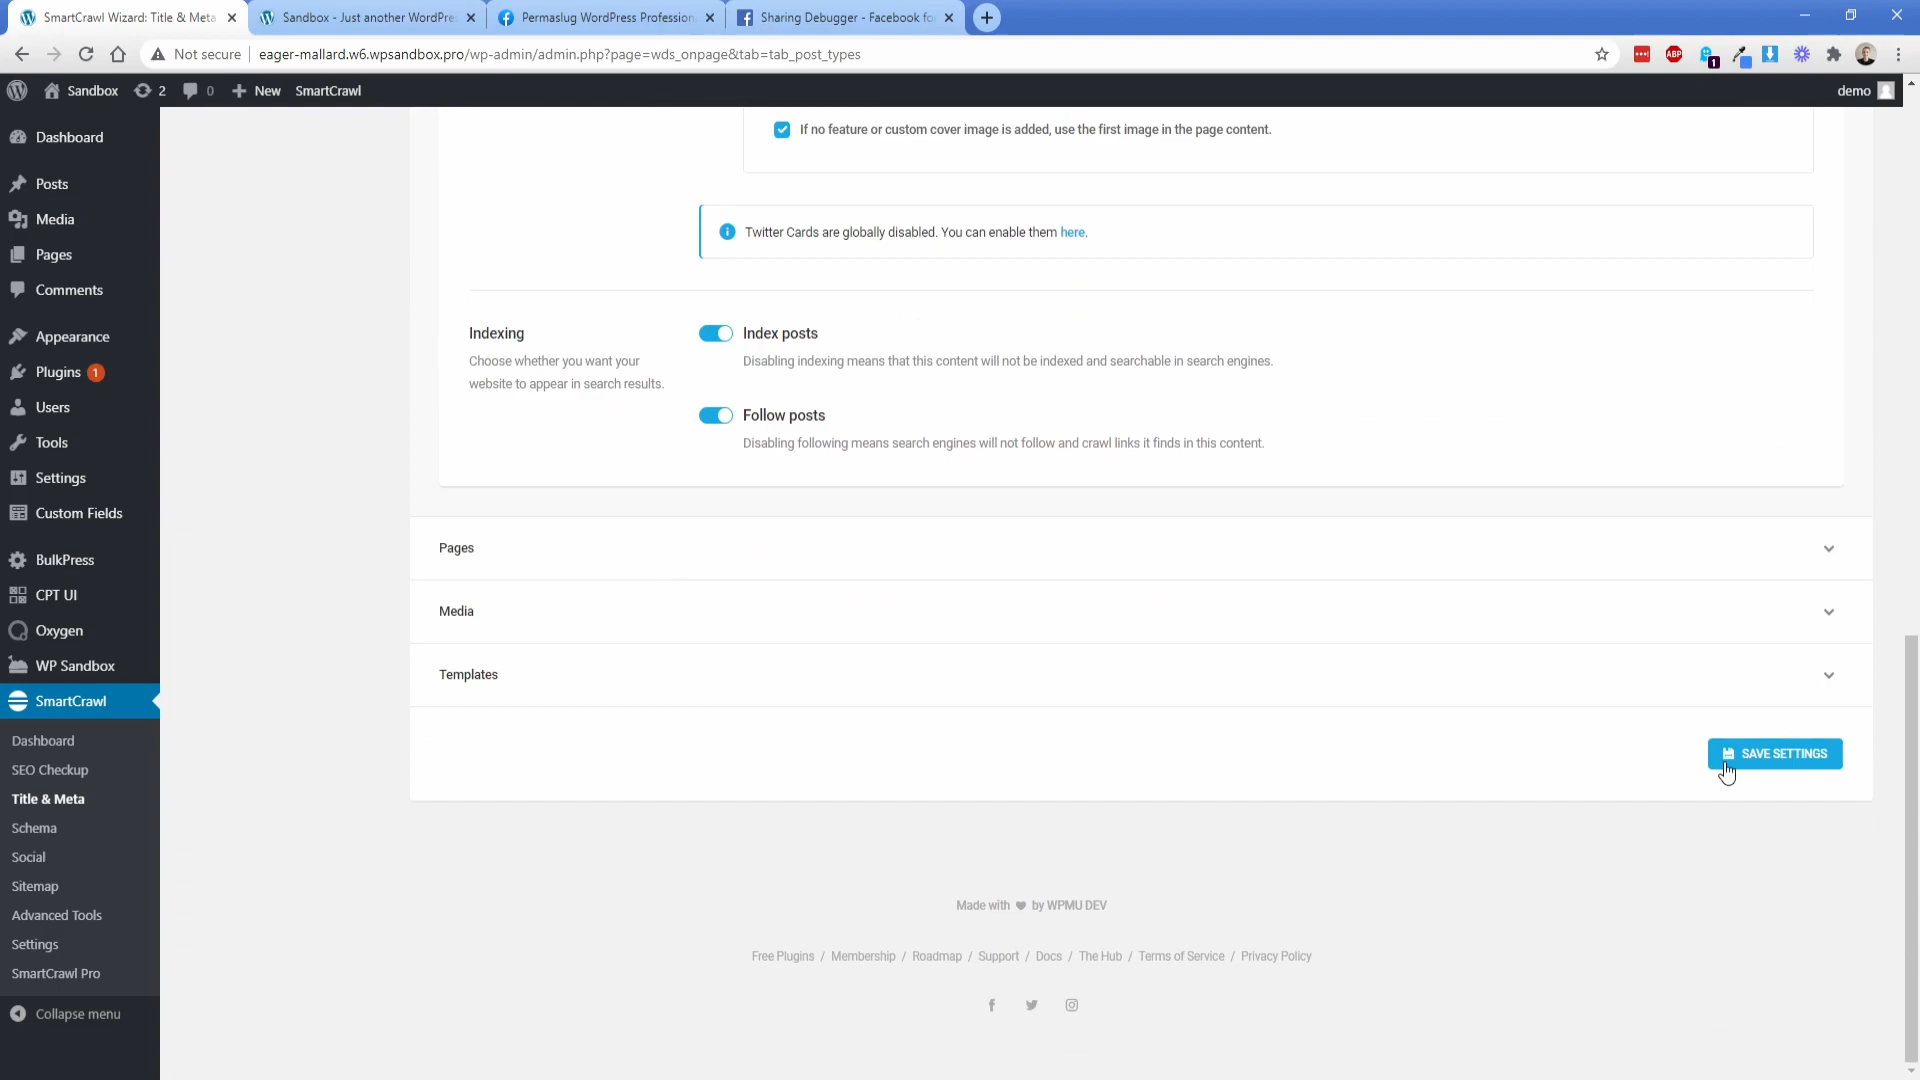 SmartCrawl Wizard: Title & Meta
Sandbox - Just another WordPre
Permaslug WordPress Profession
Sharing Debugger - Facebook fo
Not secure
eager-mallard.w6.wpsandbox.pro/wp-admin/admin.php?page=wds_onpage&tab=tab_post_types
ABP
1
Sandbox
2
0
New
SmartCrawl
demo
Dashboard
Posts
Media
Pages
Comments
Appearance
Plugins 1
Users
Tools
Settings
Custom Fields
BulkPress
CPT UI
Oxygen
WP Sandbox
SmartCrawl
Dashboard
SEO Checkup
Title & Meta
Schema
Social
Sitemap
Advanced Tools
Settings
SmartCrawl Pro
Collapse menu
If no feature or custom cover image is added, use the first image in the page content.
Twitter Cards are globally disabled. You can enable them here.
Indexing
Choose whether you want your
website to appear in search results.
Index posts
Disabling indexing means that this content will not be indexed and searchable in search engines.
Follow posts
Disabling following means search engines will not follow and crawl links it finds in this content.
Pages
Media
Templates
SAVE SETTINGS
Made with by WPMU DEV
Free Plugins / Membership / Roadmap / Support / Docs / The Hub / Terms of Service / Privacy Policy